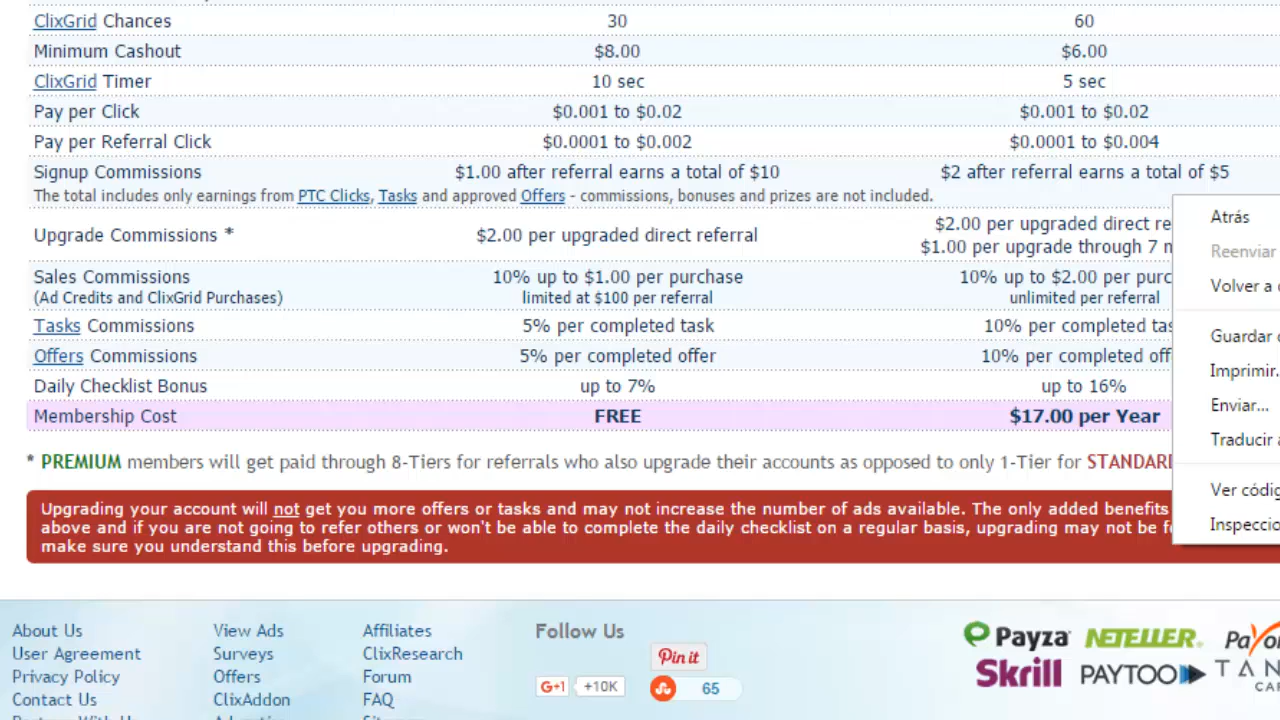 ClixGrid Chances 30 60
Minimum Cashout $8.00 $6.00
ClixGrid Timer 10 sec 5 sec
Pay per Click $0.001 to $0.02 $0.001 to $0.02
Pay per Referral Click $0.0001 to $0.002 $0.0001 to $0.004
Signup Commissions $1.00 after referral earns a total of $10 $2 after referral earns a total of $5
The total includes only earnings from PTC Clicks, Tasks and approved Offers - commissions, bonuses and prizes are not included.
Upgrade Commissions * $2.00 per upgraded direct referral $2.00 per upgraded direct re
$1.00 per upgrade through 7
Sales Commissions 10% up to $1.00 per purchase 10% up to $2.00 per purc
(Ad Credits and ClixGrid Purchases) limited at $100 per referral unlimited per referral
Tasks Commissions 5% per completed task 10% per completed tas
Offers Commissions 5% per completed offer 10% per completed off
Daily Checklist Bonus up to 7% up to 16%
Membership Cost FREE $17.00 per Year
* PREMIUM members will get paid through 8-Tiers for referrals who also upgrade their accounts as opposed to only 1-Tier for STANDARD
Upgrading your account will not get you more offers or tasks and may not increase the number of ads available. The only added benefits
above and if you are not going to refer others or won't be able to complete the daily checklist on a regular basis, upgrading may not be f
make sure you understand this before upgrading.
Atrás
Reenviar
Volver a
Guardar
Imprimir.
Enviar...
Traducir a
Ver códig
Inspeccio
About Us View Ads Affiliates
User Agreement Surveys ClixResearch
Privacy Policy Offers Forum
Contact Us ClixAddon FAQ
Follow Us
Pin it
G+1 +10K
65
Payza NETELLER
Skrill PAYTOO